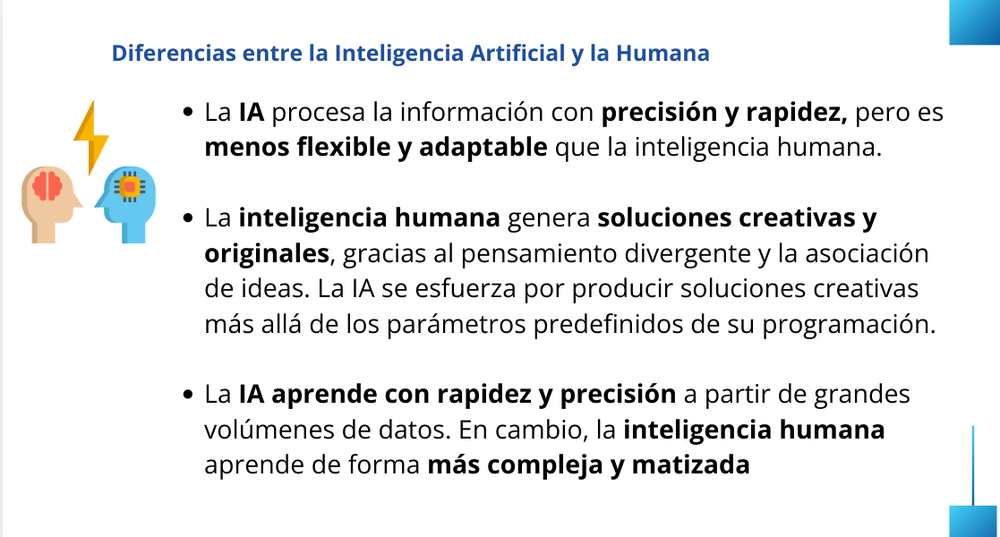 Diferencias entre la Inteligencia Artificial y la Humana
La IA procesa la información con precisión y rapidez, pero es
menos flexible y adaptable que la inteligencia humana.
La inteligencia humana genera soluciones creativas y
originales, gracias al pensamiento divergente y la asociación
de ideas. La IA se esfuerza por producir soluciones creativas
más allá de los parámetros predefinidos de su programación.
La IA aprende con rapidez y precisión a partir de grandes
volúmenes de datos. En cambio, la inteligencia humana
aprende de forma más compleja y matizada